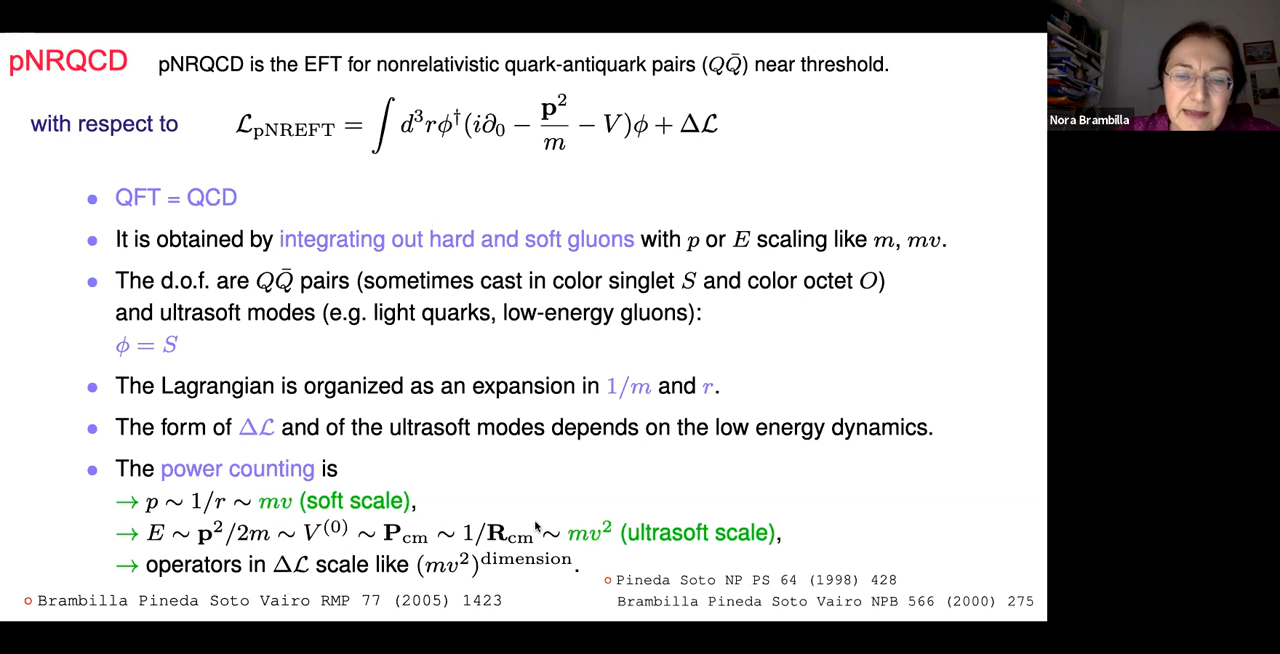 pNRQCD pNRQCD is the EFT for nonrelativistic quark-antiquark pairs (QQ̄) near threshold.
with respect to ℒ_pNREFT = ∫ d³rϕ†(i∂₀ − p²/m − V)ϕ + Δℒ
Nora Brambilla
• QFT = QCD
• It is obtained by integrating out hard and soft gluons with p or E scaling like m, mv.
• The d.o.f. are QQ̄ pairs (sometimes cast in color singlet S and color octet O)
and ultrasoft modes (e.g. light quarks, low-energy gluons):
ϕ = S
• The Lagrangian is organized as an expansion in 1/m and r.
• The form of Δℒ and of the ultrasoft modes depends on the low energy dynamics.
• The power counting is
→ p ∼ 1/r ∼ mv (soft scale),
→ E ∼ p²/2m ∼ V⁽⁰⁾ ∼ P_cm ∼ 1/R_cm ∼ mv² (ultrasoft scale),
→ operators in Δℒ scale like (mv²)^dimension.
Pineda Soto NP PS 64 (1998) 428
Brambilla Pineda Soto Vairo RMP 77 (2005) 1423
Brambilla Pineda Soto Vairo NPB 566 (2000) 275